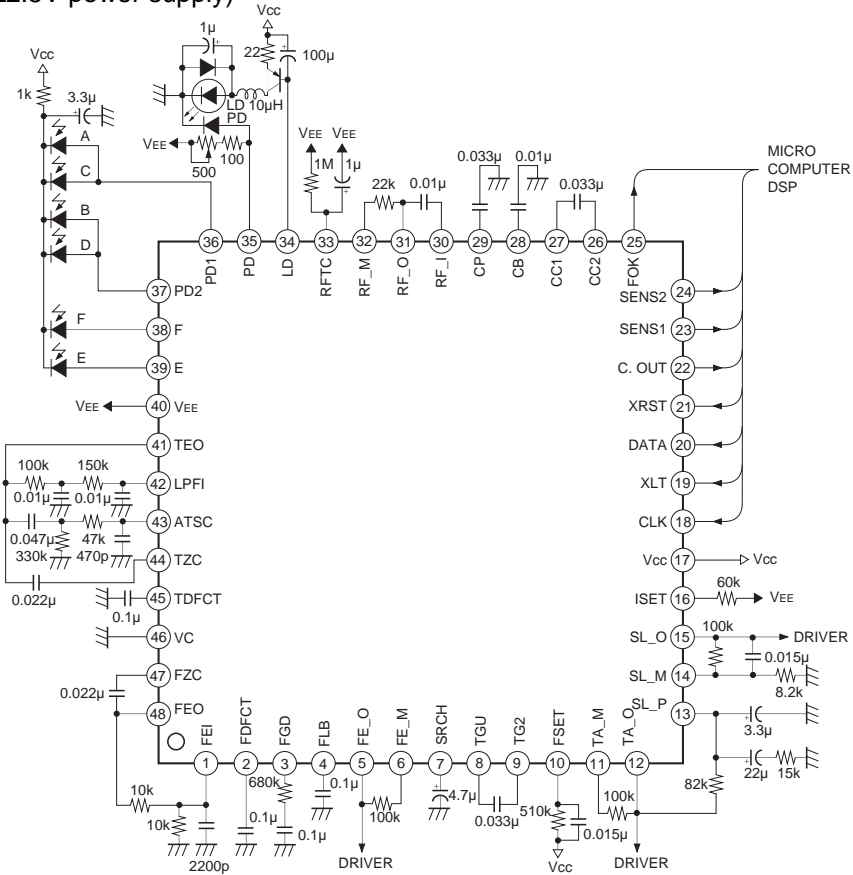 Vcc
1µ
22
100µ
Vcc
1k
3.3µ
LD 10µH
PD
A
VEE
500
100
VEE
VEE
1M
1µ
22k
0.01µ
0.033µ
0.01µ
0.033µ
MICRO
COMPUTER
DSP
C
B
D
F
E
36
35
34
33
32
31
30
29
28
27
26
25
PD1
PD
LD
RFTC
RF_M
RF_O
RF_I
CP
CB
CC1
CC2
FOK
37 PD2
38 F
39 E
VEE
40 VEE
41 TEO
100k
150k
0.01µ
0.01µ
42 LPFI
43 ATSC
0.047µ
330k
47k
470p
44 TZC
0.022µ
45 TDFCT
0.1µ
46 VC
47 FZC
0.022µ
48 FEO
SENS2 24
SENS1 23
C. OUT 22
XRST 21
DATA 20
XLT 19
CLK 18
Vcc 17
Vcc
ISET 16
60k
VEE
SL_O 15
DRIVER
100k
0.015µ
SL_M 14
8.2k
SL_P
13
3.3µ
22µ
15k
82k
FEI
FDFCT
FGD
FLB
FE_O
FE_M
SRCH
TGU
TG2
FSET
TA_M
TA_O
1
2
3
4
5
6
7
8
9
10
11
12
10k
10k
2200p
0.1µ
680k
0.1µ
0.1µ
100k
DRIVER
4.7µ
0.033µ
510k
0.015µ
Vcc
100k
DRIVER